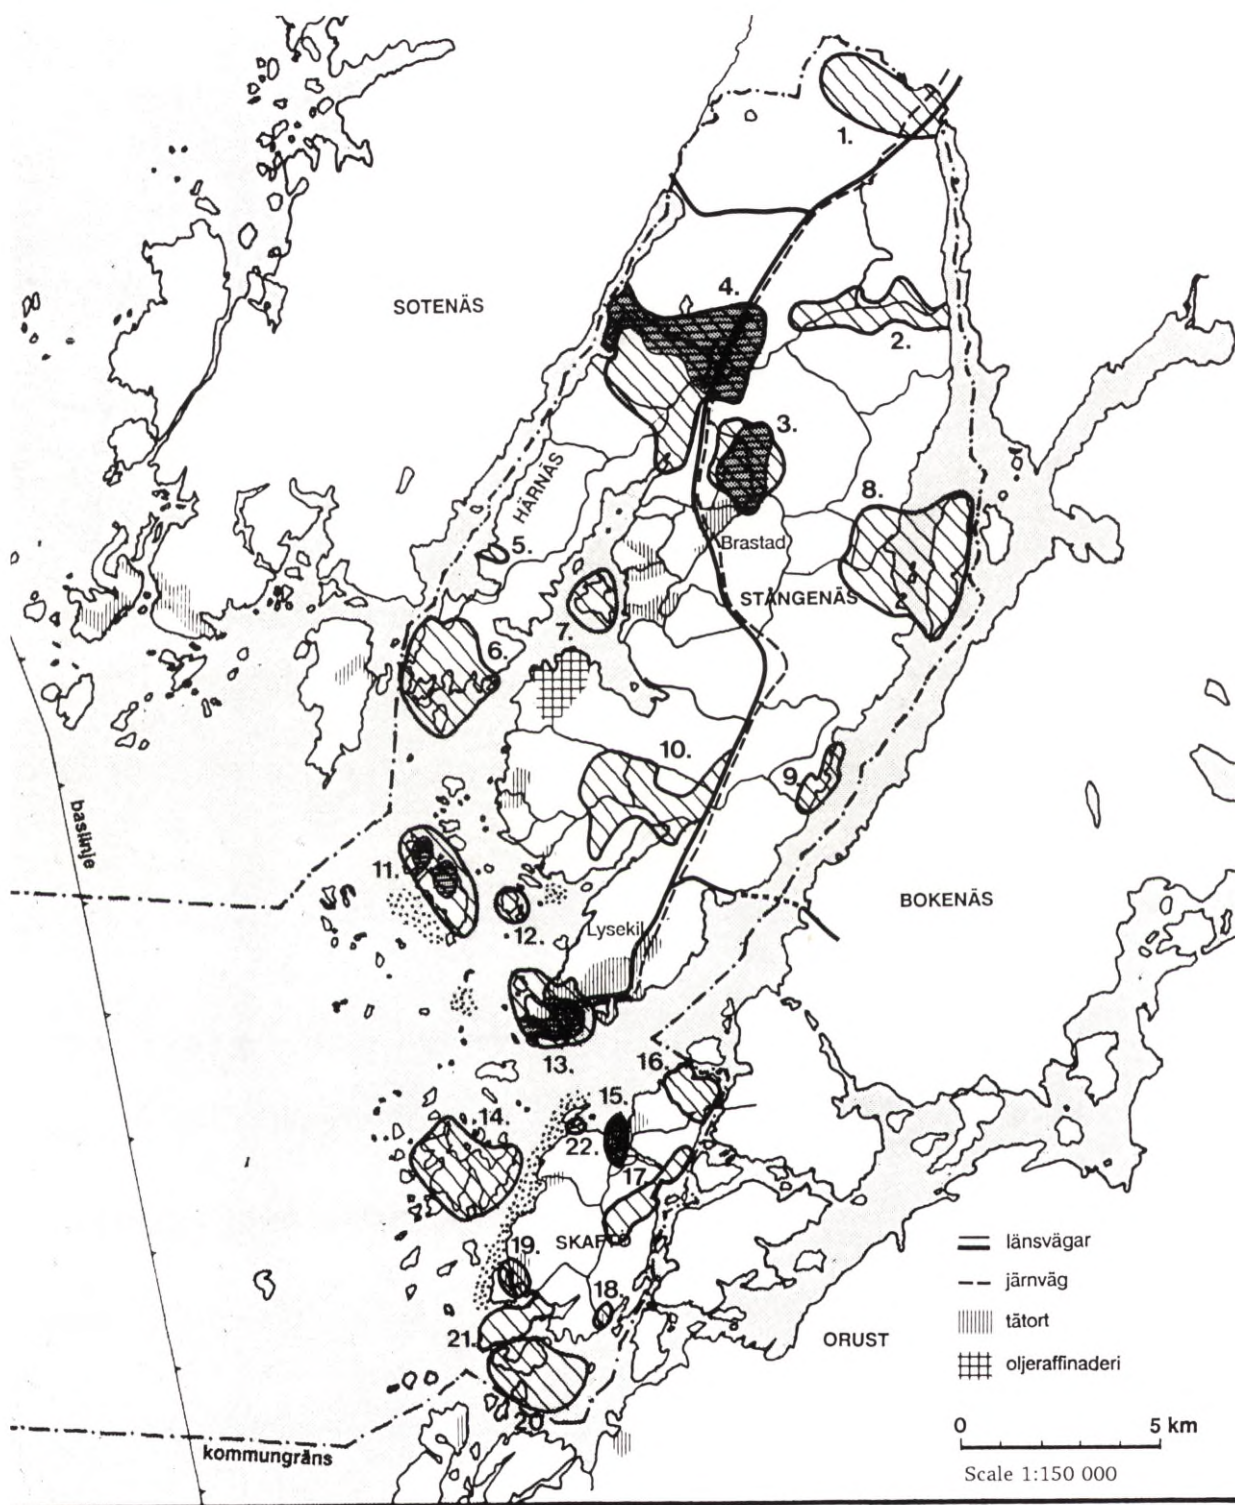 1.
SOTENÄS
4.
2.
3.
HÄRNÄS
8.
5.
Brastad
STÅNGENÄS
7.
6.
10.
9.
baslinje
11.
BOKENÄS
12.
Lysekil
13.
16.
15.
14.
22.
17.
SKAFTÖ
19.
18.
21.
ORUST
20.
kommungräns
länsvägar
järnväg
tätort
oljeraffinaderi
0 5 km
Scale 1:150 000